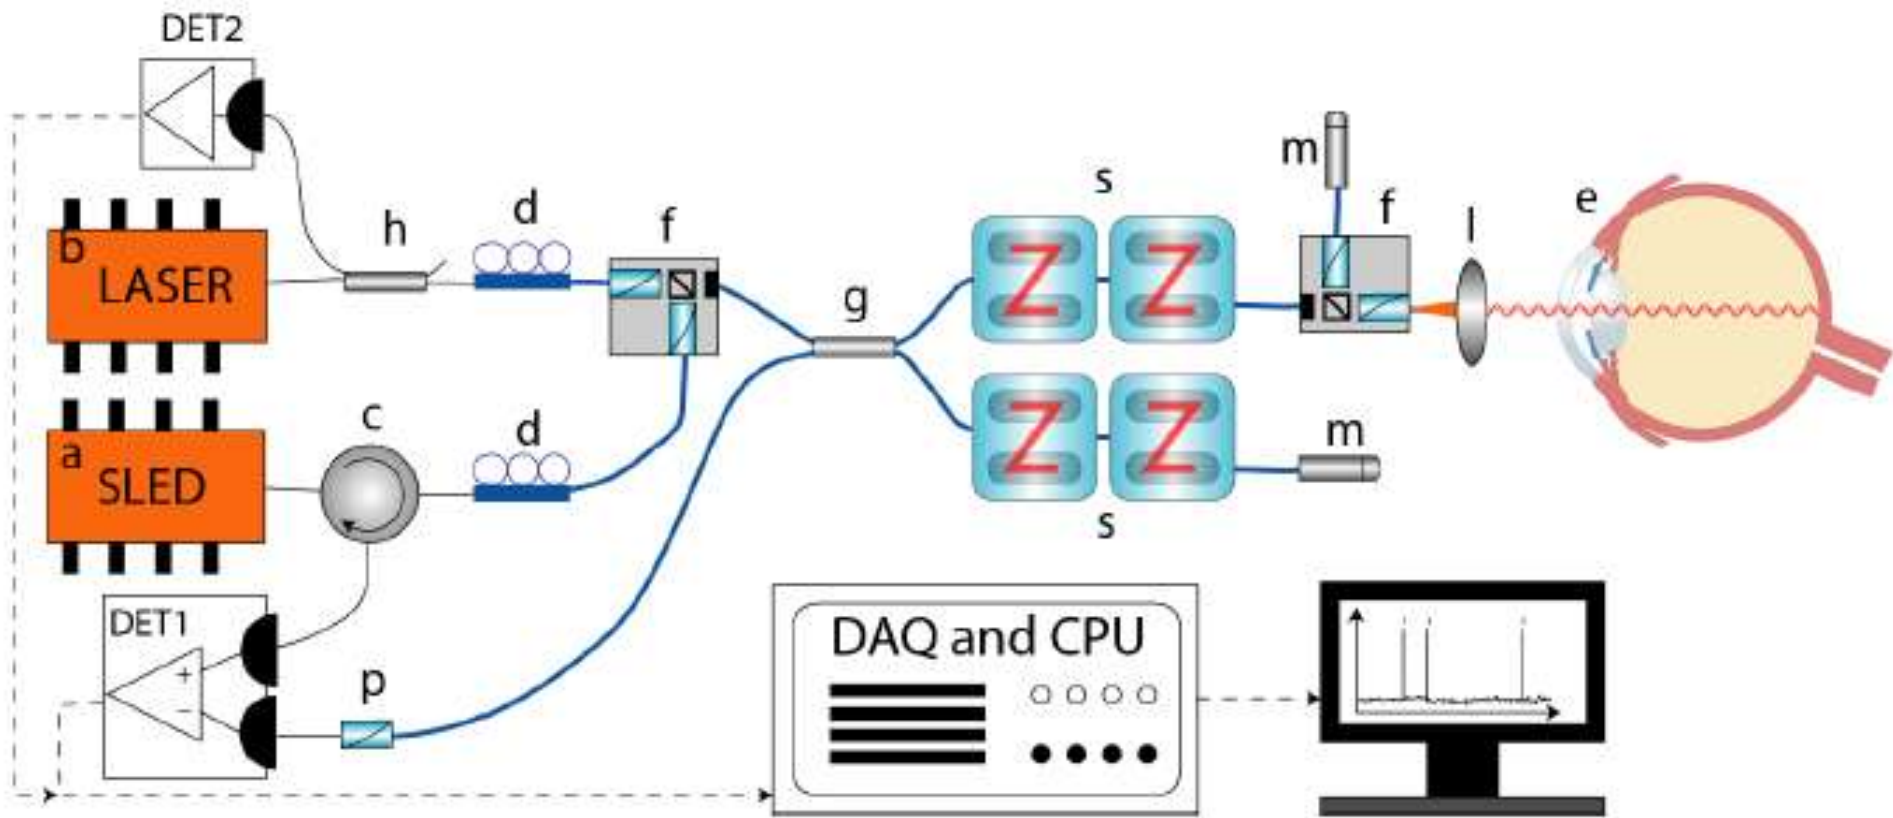 DET2
b
LASER
h
d
f
g
s
m
f
l
e
Z
Z
a
SLED
c
d
Z
Z
m
s
DET1
+
−
p
DAQ and CPU